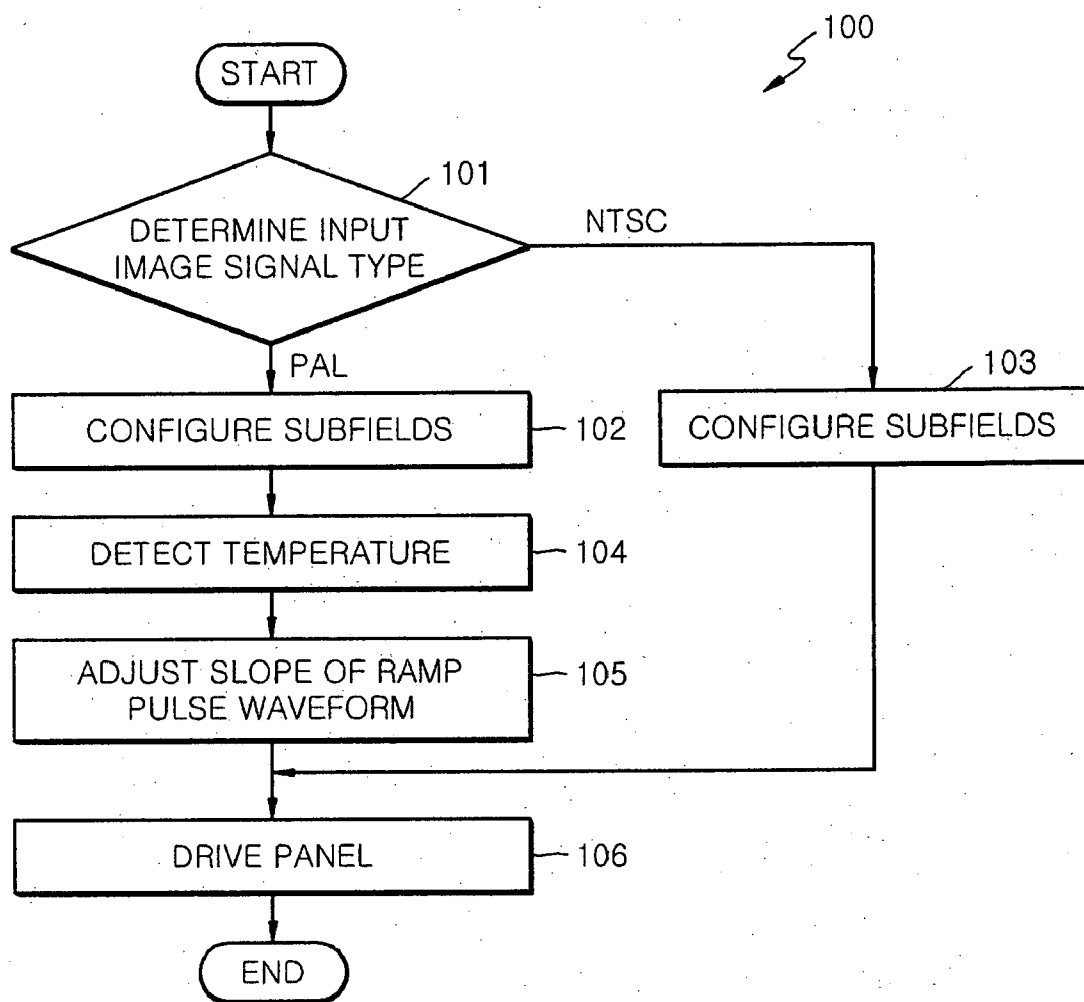 100
START
101
DETERMINE INPUT
IMAGE SIGNAL TYPE
NTSC
PAL
103
CONFIGURE SUBFIELDS
102
CONFIGURE SUBFIELDS
DETECT TEMPERATURE
104
ADJUST SLOPE OF RAMP
PULSE WAVEFORM
105
DRIVE PANEL
106
END